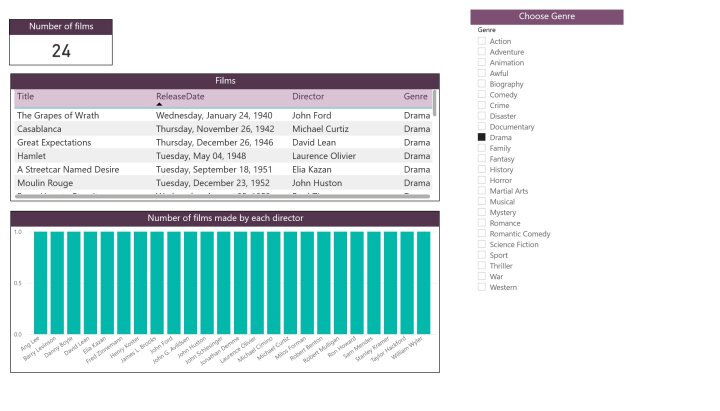 Number of films
24
Choose Genre
Genre
Action
Adventure
Animation
Awful
Biography
Comedy
Crime
Disaster
Documentary
Drama
Family
Fantasy
History
Horror
Martial Arts
Musical
Mystery
Romance
Romantic Comedy
Science Fiction
Sport
Thriller
War
Western
Films
Title ReleaseDate Director Genre
The Grapes of Wrath Wednesday, January 24, 1940 John Ford Drama
Casablanca Thursday, November 26, 1942 Michael Curtiz Drama
Great Expectations Thursday, December 26, 1946 David Lean Drama
Hamlet Tuesday, May 04, 1948 Laurence Olivier Drama
A Streetcar Named Desire Tuesday, September 18, 1951 Elia Kazan Drama
Moulin Rouge Tuesday, December 23, 1952 John Huston Drama
Number of films made by each director
1.0
0.5
0.0
Ang Lee
Barry Levinson
Danny Boyle
David Lean
Elia Kazan
Fred Zinnemann
Henry Koster
James L. Brooks
John Ford
John G. Avildsen
John Huston
John Schlesinger
Jonathan Demme
Laurence Olivier
Michael Cimino
Michael Curtiz
Milos Forman
Robert Benton
Robert Mulligan
Ron Howard
Sam Mendes
Stanley Kramer
Taylor Hackford
William Wyler